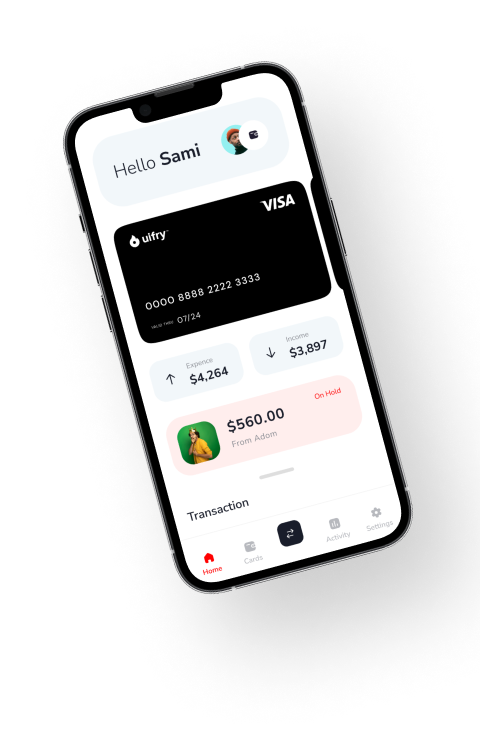 Hello Sami
VISA
uifry
0000 8888 2222 3333
VALID THRU 07/24
Expence
$4,264
Income
$3,897
On Hold
$560.00
From Adom
Transaction
Home
Cards
Activity
Settings